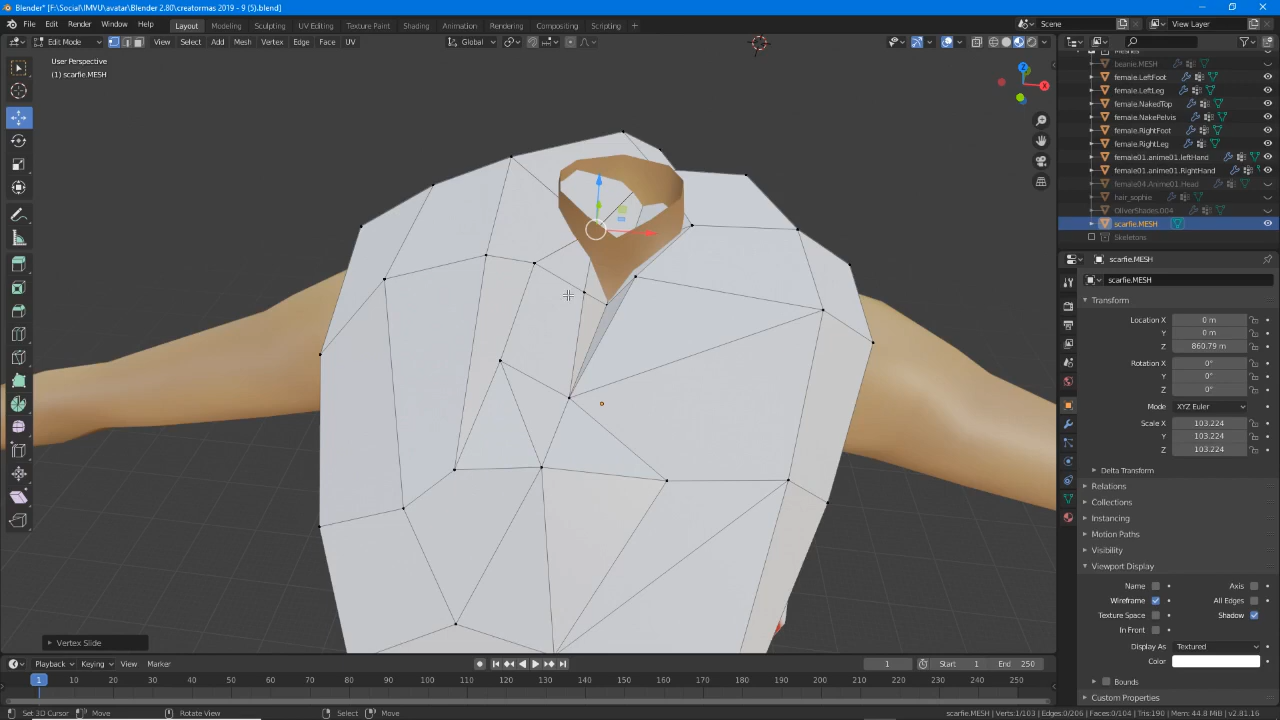 Blender* [F:\Social\IMVU\avatar\Blender 2.80\creatormas 2019 - 9 (5).blend]
File Edit Render Window Help Layout Modeling Sculpting UV Editing Texture Paint Shading Animation Rendering Compositing Scripting + Scene View Layer
Edit Mode View Select Add Mesh Vertex Edge Face UV Global
User Perspective
(1) scarfie.MESH
beanie.MESH
female.LeftFoot
female.LeftLeg
female.NakedTop
female.NakePelvis
female.RightFoot
female.RightLeg
female01.anime01.leftHand
female01.anime01.RightHand
female04.Anime01.Head
hair_sophie
OliverShades.004
scarfie.MESH
Skeletons
Z
X
scarfie.MESH
scarfie.MESH
Transform
Location X 0 m
Y 0 m
Z 860.79 m
Rotation X 0°
Y 0°
Z 0°
Mode XYZ Euler
Scale X 103.224
Y 103.224
Z 103.224
Delta Transform
Relations
Collections
Instancing
Motion Paths
Visibility
Viewport Display
Name Axis
Wireframe All Edges
Texture Space Shadow
In Front
Display As Textured
Color
Bounds
Custom Properties
Vertex Slide
Playback Keying View Marker 1 Start 1 End 250
1 10 20 30 40 50 60 70 80 90 100 110 120 130 140 150 160 170 180 190 200 210 220 230 240 250
Set 3D Cursor Move Rotate View Select Move scarfie.MESH | Verts:1/103 | Edges:0/206 | Faces:0/104 | Tris:190 | Mem: 44.8 MiB | v2.81.16